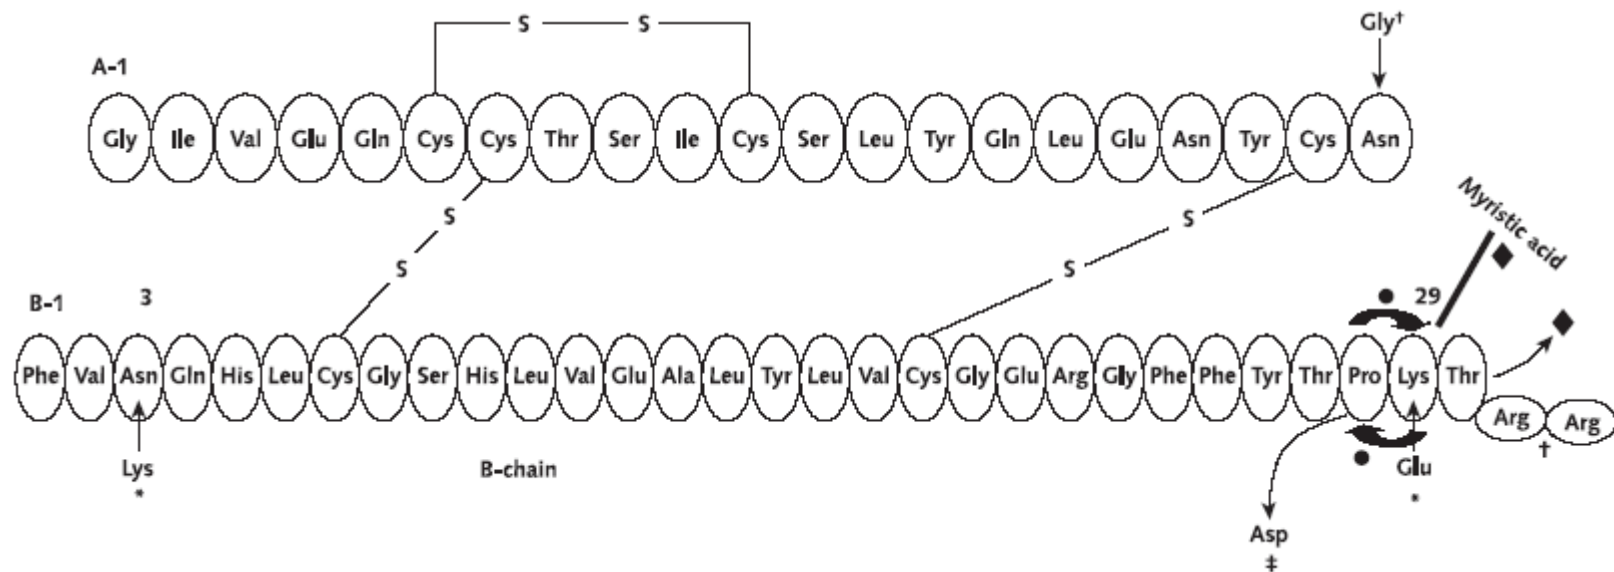 S S
Gly†
A-1
Gly Ile Val Glu Gln Cys Cys Thr Ser Ile Cys Ser Leu Tyr Gln Leu Glu Asn Tyr Cys Asn
S
S
Myristic acid
S
S
B-1
3
29
Phe Val Asn Gln His Leu Cys Gly Ser His Leu Val Glu Ala Leu Tyr Leu Val Cys Gly Glu Arg Gly Phe Phe Tyr Thr Pro Lys Thr
Arg Arg
†
Lys
*
B-chain
Glu
*
Asp
‡